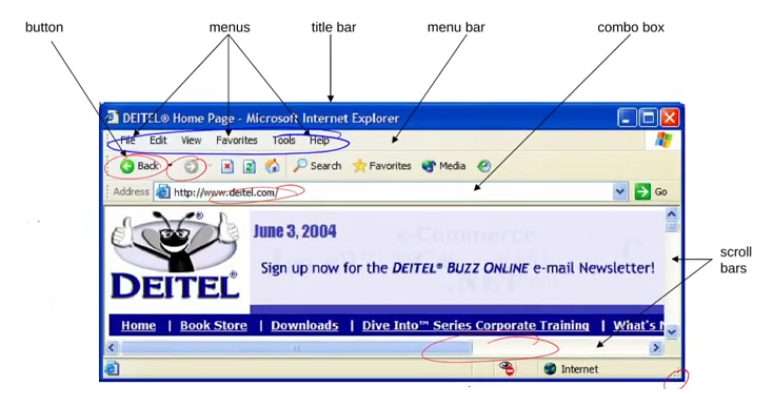 button menus title bar menu bar combo box
DEITEL® Home Page - Microsoft Internet Explorer
File Edit View Favorites Tools Help
Back Search Favorites Media
Address http://www.deitel.com/ Go
June 3, 2004
Sign up now for the DEITEL® BUZZ ONLINE e-mail Newsletter!
DEITEL®
scroll
bars
Home | Book Store | Downloads | Dive Into™ Series Corporate Training | What's
Internet